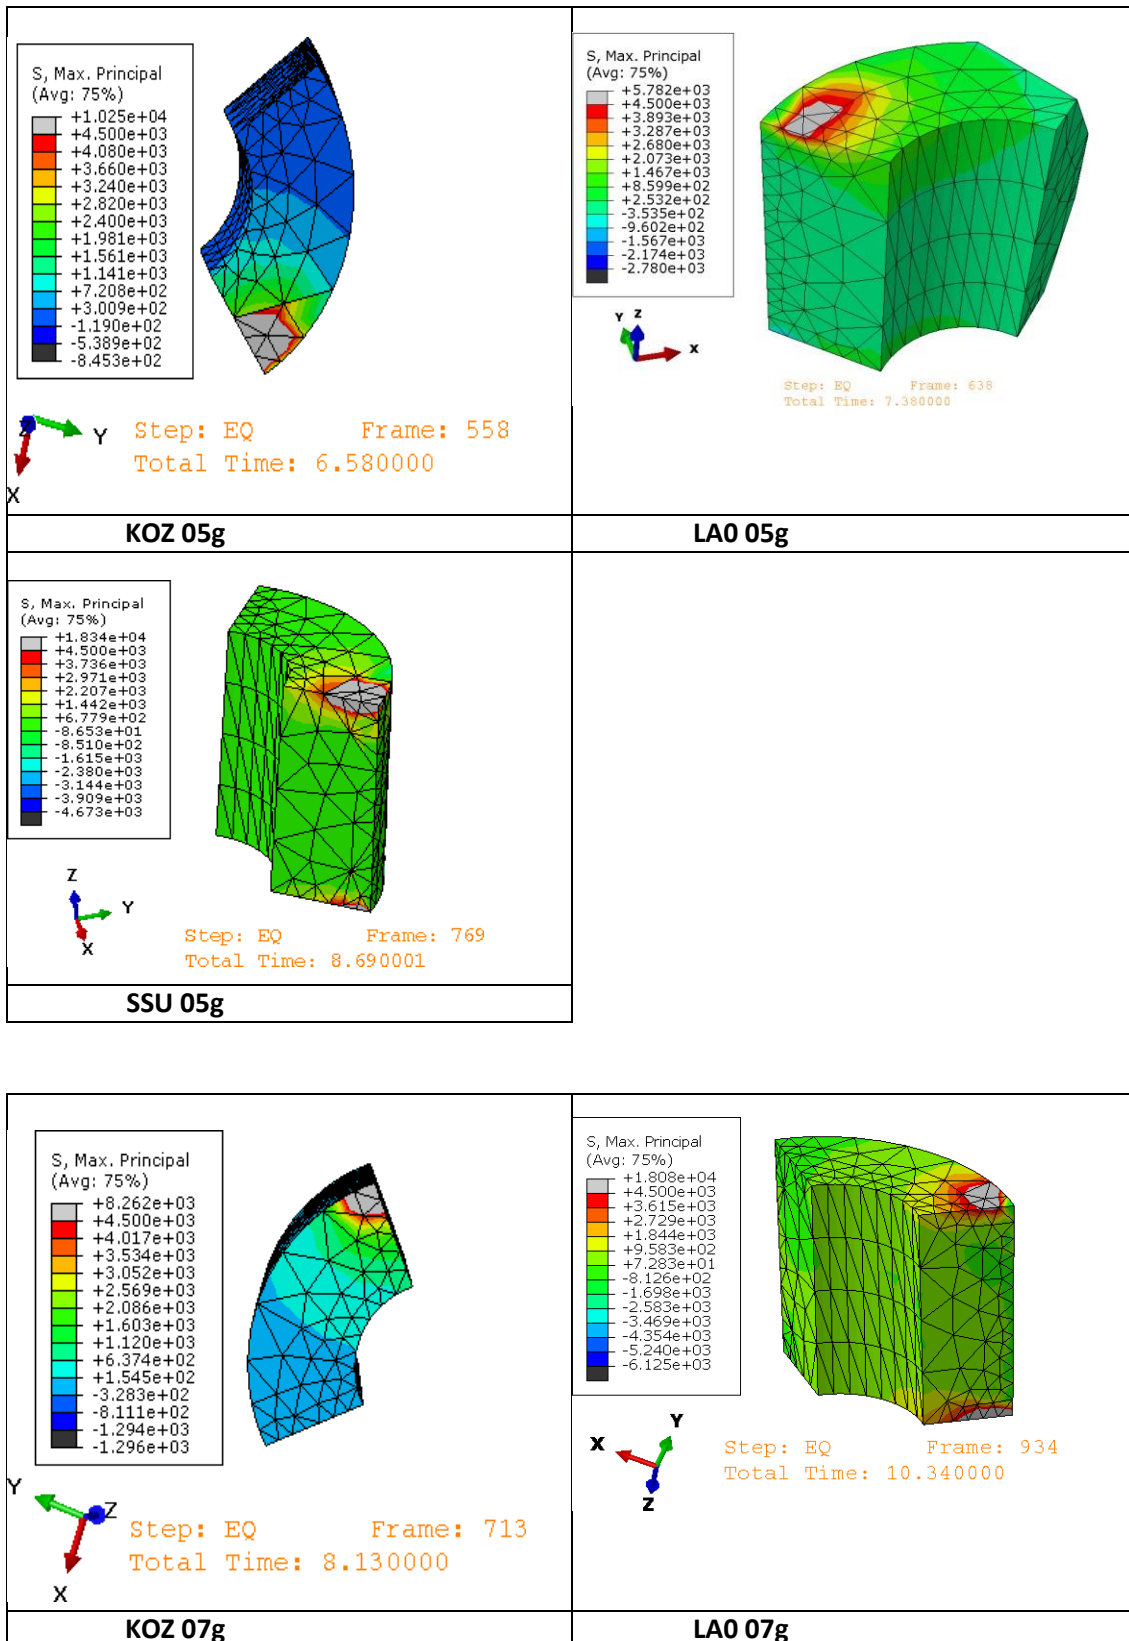 S, Max. Principal
(Avg: 75%)
+1.025e+04
+4.500e+03
+4.080e+03
+3.660e+03
+3.240e+03
+2.820e+03
+2.400e+03
+1.981e+03
+1.561e+03
+1.141e+03
+7.208e+02
+3.009e+02
-1.190e+02
-5.389e+02
-8.453e+02
Z
Y
X
Step: EQ Frame: 558
Total Time: 6.580000
S, Max. Principal
(Avg: 75%)
+5.782e+03
+4.500e+03
+3.893e+03
+3.287e+03
+2.680e+03
+2.073e+03
+1.467e+03
+8.599e+02
+2.532e+02
-3.535e+02
-9.602e+02
-1.567e+03
-2.174e+03
-2.780e+03
Y Z
X
Step: EQ Frame: 638
Total Time: 7.380000
KOZ 05g
LA0 05g
S, Max. Principal
(Avg: 75%)
+1.834e+04
+4.500e+03
+3.736e+03
+2.971e+03
+2.207e+03
+1.442e+03
+6.779e+02
-8.653e+01
-8.510e+02
-1.615e+03
-2.380e+03
-3.144e+03
-3.909e+03
-4.673e+03
Z
Y
X
Step: EQ Frame: 769
Total Time: 8.690001
SSU 05g
S, Max. Principal
(Avg: 75%)
+8.262e+03
+4.500e+03
+4.017e+03
+3.534e+03
+3.052e+03
+2.569e+03
+2.086e+03
+1.603e+03
+1.120e+03
+6.374e+02
+1.545e+02
-3.283e+02
-8.111e+02
-1.294e+03
-1.296e+03
Y
Z
X
Step: EQ Frame: 713
Total Time: 8.130000
S, Max. Principal
(Avg: 75%)
+1.808e+04
+4.500e+03
+3.615e+03
+2.729e+03
+1.844e+03
+9.583e+02
+7.283e+01
-8.126e+02
-1.698e+03
-2.583e+03
-3.469e+03
-4.354e+03
-5.240e+03
-6.125e+03
Y
X
Z
Step: EQ Frame: 934
Total Time: 10.340000
KOZ 07g
LA0 07g